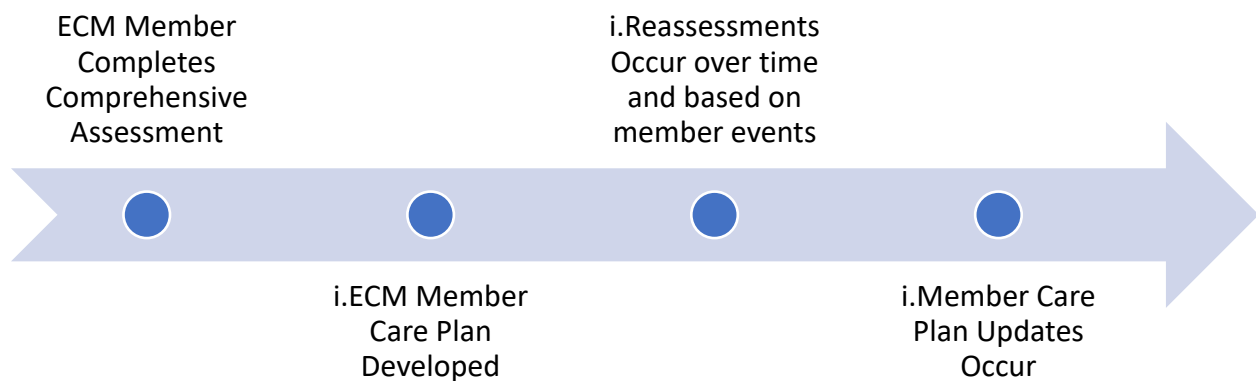 ECM Member
Completes
Comprehensive
Assessment
i.ECM Member
Care Plan
Developed
i.Reassessments
Occur over time
and based on
member events
i.Member Care
Plan Updates
Occur